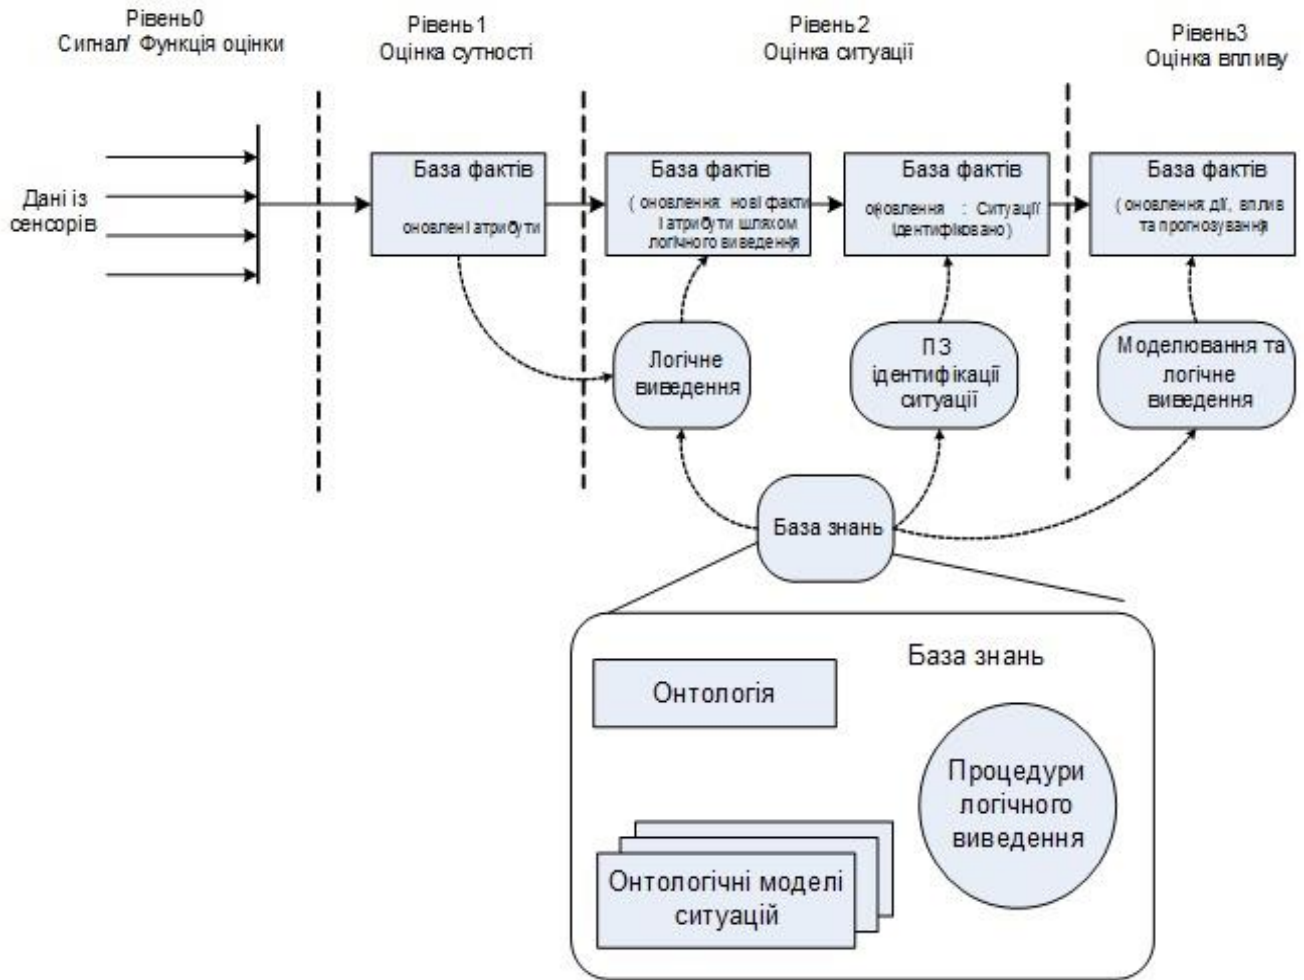 Рівень0
Сигнал/ Функція оцінки
Рівень1
Оцінка сутності
Рівень2
Оцінка ситуації
Рівень3
Оцінка впливу
Дані із
сенсорів
База фактів
оновлені атрибути
База фактів
( оновлення: нові факти
і атрибути шляхом
логічного виведення)
База фактів
(оновлення : Ситуації
ідентифіковано)
База фактів
(оновлення: дії, вплив
та прогнозування)
Логічне
виведення
ПЗ
ідентифікації
ситуації
Моделювання та
логічне
виведення
База знань
База знань
Онтологія
Процедури
логічного
виведення
Онтологічні моделі
ситуацій